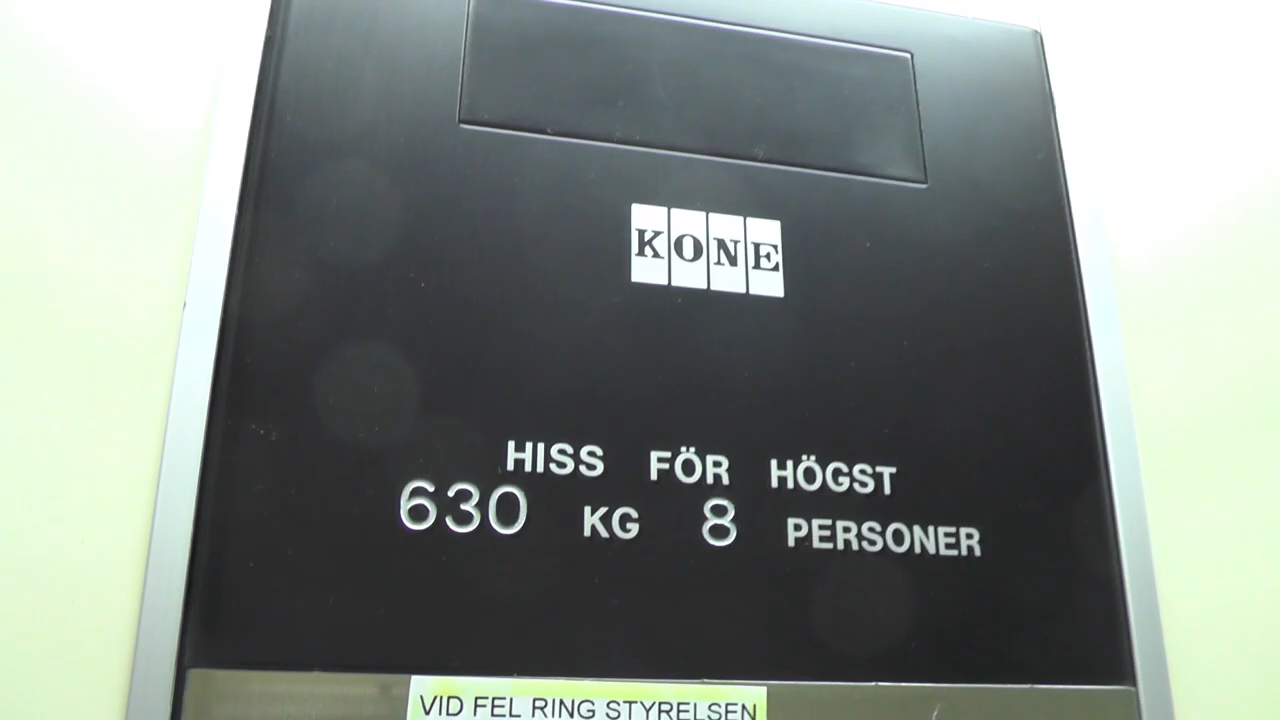 KONE
HISS FÖR HÖGST
630 KG 8 PERSONER
VID FEL RING STYRELSEN